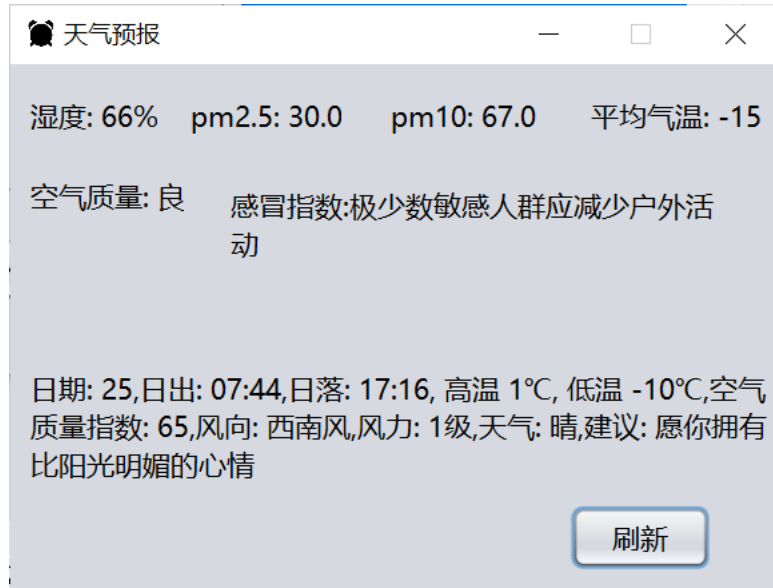 天气预报
湿度: 66% pm2.5: 30.0 pm10: 67.0 平均气温: -15
空气质量: 良
感冒指数:极少数敏感人群应减少户外活
动
日期: 25,日出: 07:44,日落: 17:16, 高温 1℃, 低温 -10℃,空气
质量指数: 65,风向: 西南风,风力: 1级,天气: 晴,建议: 愿你拥有
比阳光明媚的心情
刷新